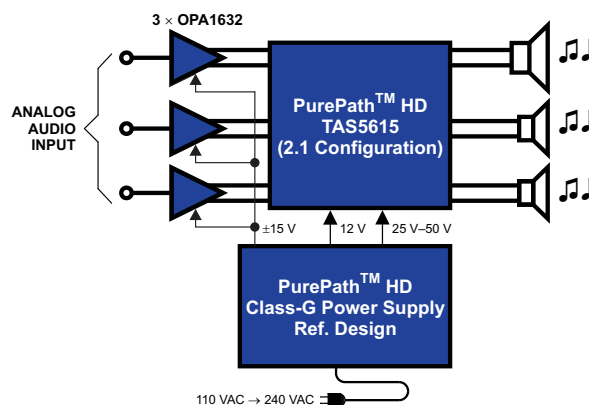 3 × OPA1632
ANALOG
AUDIO
INPUT
PurePath™ HD
TAS5615
(2.1 Configuration)
±15 V
12 V
25 V–50 V
PurePath™ HD
Class-G Power Supply
Ref. Design
110 VAC → 240 VAC